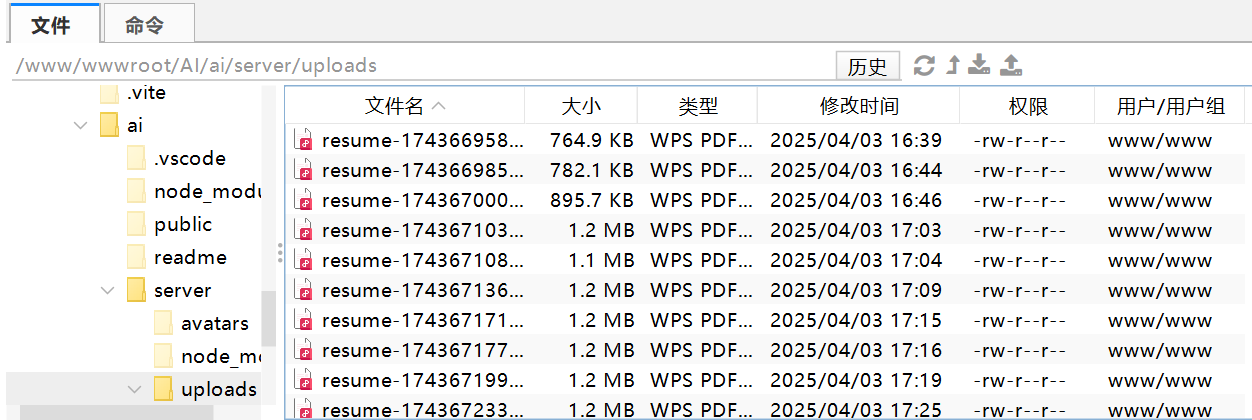 文件 命令
/www/wwwroot/AI/ai/server/uploads 历史
.vite
ai
.vscode
node_modu
public
readme
server
avatars
node_mo
uploads
文件名 大小 类型 修改时间 权限 用户/用户组
resume-174366958... 764.9 KB WPS PDF... 2025/04/03 16:39 -rw-r--r-- www/www
resume-174366985... 782.1 KB WPS PDF... 2025/04/03 16:44 -rw-r--r-- www/www
resume-174367000... 895.7 KB WPS PDF... 2025/04/03 16:46 -rw-r--r-- www/www
resume-174367103... 1.2 MB WPS PDF... 2025/04/03 17:03 -rw-r--r-- www/www
resume-174367108... 1.1 MB WPS PDF... 2025/04/03 17:04 -rw-r--r-- www/www
resume-174367136... 1.2 MB WPS PDF... 2025/04/03 17:09 -rw-r--r-- www/www
resume-174367171... 1.2 MB WPS PDF... 2025/04/03 17:15 -rw-r--r-- www/www
resume-174367177... 1.2 MB WPS PDF... 2025/04/03 17:16 -rw-r--r-- www/www
resume-174367199... 1.2 MB WPS PDF... 2025/04/03 17:19 -rw-r--r-- www/www
resume-174367233... 1.2 MB WPS PDF... 2025/04/03 17:25 -rw-r--r-- www/www